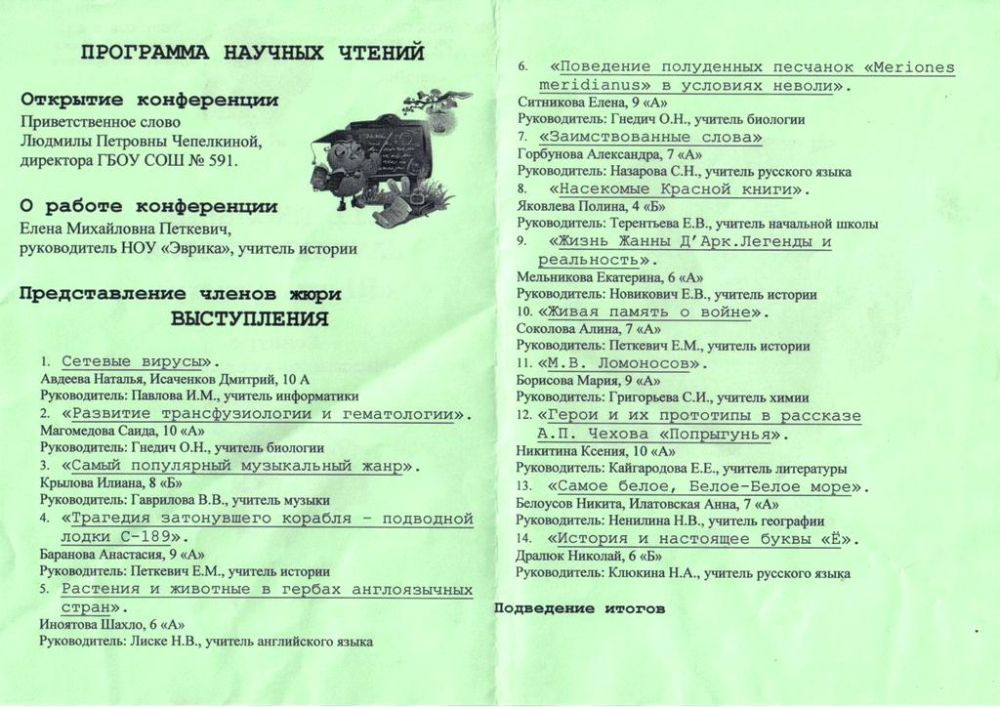 ПРОГРАММА НАУЧНЫХ ЧТЕНИЙ
Открытие конференции
Приветственное слово
Людмилы Петровны Чепелкиной,
директора ГБОУ СОШ № 591.
О работе конференции
Елена Михайловна Петкевич,
руководитель НОУ «Эврика», учитель истории
Представление членов жюри
ВЫСТУПЛЕНИЯ
1. Сетевые вирусы».
Авдеева Наталья, Исаченков Дмитрий, 10 А
Руководитель: Павлова И.М., учитель информатики
2. «Развитие трансфузиологии и гематологии».
Магомедова Саида, 10 «А»
Руководитель: Гнедич О.Н., учитель биологии
3. «Самый популярный музыкальный жанр».
Крылова Илиана, 8 «Б»
Руководитель: Гаврилова В.В., учитель музыки
4. «Трагедия затонувшего корабля – подводной
лодки С-189».
Баранова Анастасия, 9 «А»
Руководитель: Петкевич Е.М., учитель истории
5. Растения и животные в гербах англоязычных
стран».
Иноятова Шахло, 6 «А»
Руководитель: Лиске Н.В., учитель английского языка
6. «Поведение полуденных песчанок «Meriones
meridianus» в условиях неволи».
Ситникова Елена, 9 «А»
Руководитель: Гнедич О.Н., учитель биологии
7. «Заимствованные слова»
Горбунова Александра, 7 «А»
Руководитель: Назарова С.Н., учитель русского языка
8. «Насекомые Красной книги».
Яковлева Полина, 4 «Б»
Руководитель: Терентьева Е.В., учитель начальной школы
9. «Жизнь Жанны Д'Арк.Легенды и
реальность».
Мельникова Екатерина, 6 «А»
Руководитель: Новикович Е.В., учитель истории
10. «Живая память о войне».
Соколова Алина, 7 «А»
Руководитель: Петкевич Е.М., учитель истории
11. «М.В. Ломоносов».
Борисова Мария, 9 «А»
Руководитель: Григорьева С.И., учитель химии
12. «Герои и их прототипы в рассказе
А.П. Чехова «Попрыгунья».
Никитина Ксения, 10 «А»
Руководитель: Кайгародова Е.Е., учитель литературы
13. «Самое белое, Белое-Белое море».
Белоусов Никита, Илатовская Анна, 7 «А»
Руководитель: Ненилина Н.В., учитель географии
14. «История и настоящее буквы «Ё».
Дралюк Николай, 6 «Б»
Руководитель: Клюкина Н.А., учитель русского языка
Подведение итогов